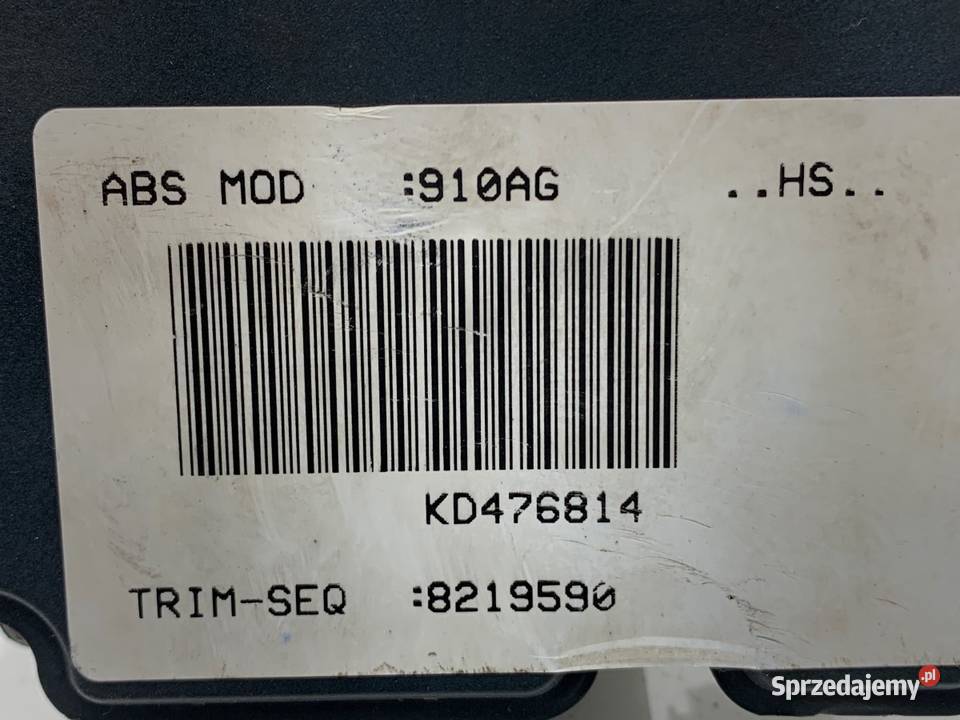 ABS MOD :910AG ..HS..
KD476814
TRIM-SEQ :8219590
Sprzedajemy.pl